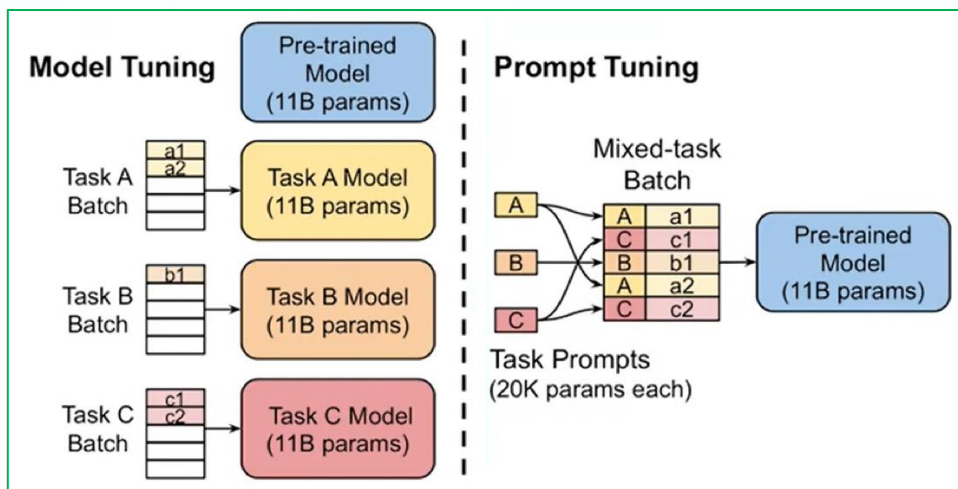 Model Tuning
Pre-trained
Model
(11B params)
Task A
Batch
a1
a2
Task A Model
(11B params)
Task B
Batch
b1
Task B Model
(11B params)
Task C
Batch
c1
c2
Task C Model
(11B params)
Prompt Tuning
Mixed-task
Batch
A
B
C
A a1
C c1
B b1
A a2
C c2
Pre-trained
Model
(11B params)
Task Prompts
(20K params each)